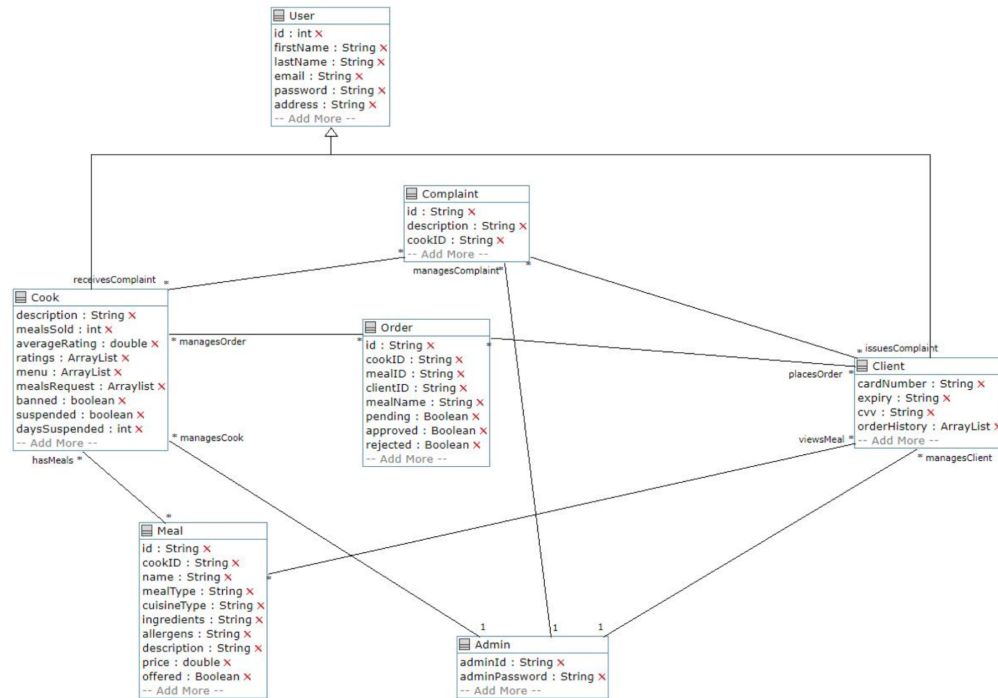 User
id : int
firstName : String
lastName : String
email : String
password : String
address : String
-- Add More --
Complaint
id : String
description : String
cookID : String
-- Add More --
*
*
managesComplaint*
receivesComplaint *
Cook
description : String
mealsSold : int
averageRating : double
ratings : ArrayList
menu : ArrayList
mealsRequest : Arraylist
banned : boolean
suspended : boolean
daysSuspended : int
-- Add More --
* managesOrder
*
Order
id : String
cookID : String
mealID : String
clientID : String
mealName : String
pending : Boolean
approved : Boolean
rejected : Boolean
-- Add More --
*
* issuesComplaint
placesOrder *
Client
cardNumber : String
expiry : String
cvv : String
orderHistory : ArrayList
-- Add More --
viewsMeal *
* managesClient
* managesCook
hasMeals *
*
Meal
id : String
cookID : String
name : String
mealType : String
cuisineType : String
ingredients : String
allergens : String
description : String
price : double
offered : Boolean
-- Add More --
*
1
1
1
Admin
adminId : String
adminPassword : String
-- Add More --